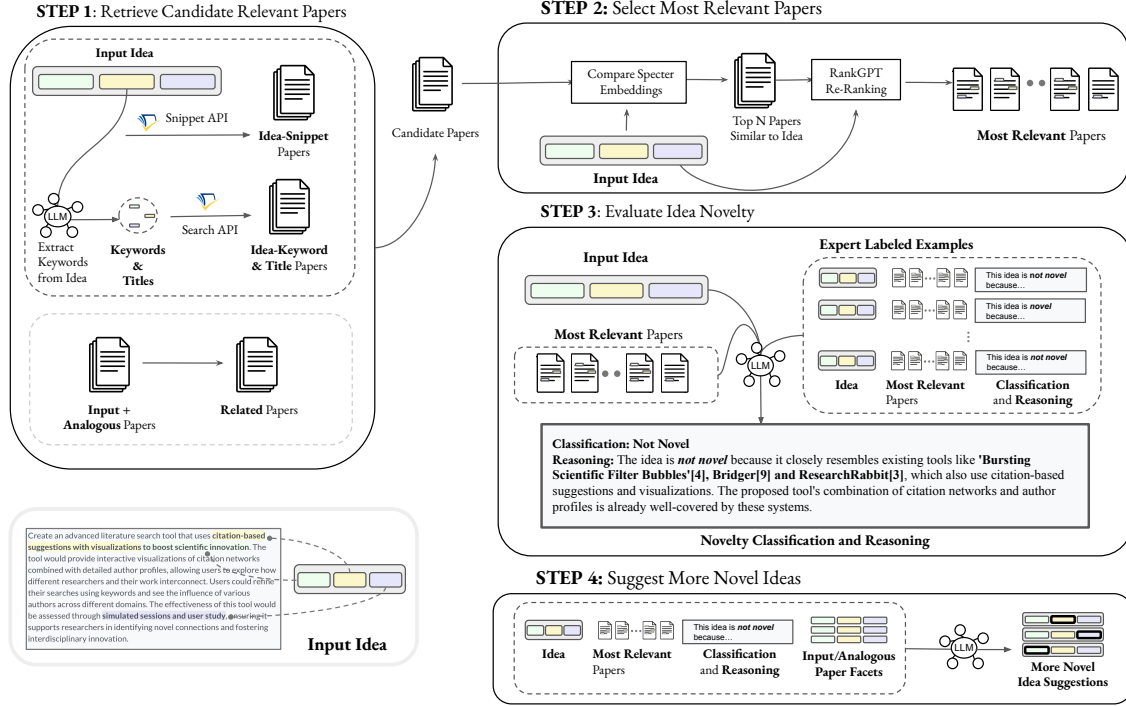 STEP 1: Retrieve Candidate Relevant Papers
Input Idea
Snippet API
Idea-Snippet
Papers
LLM
Extract
Keywords
from Idea
Keywords
&
Titles
Search API
Idea-Keyword
& Title Papers
Input +
Analogous Papers
Related Papers
Candidate Papers
STEP 2: Select Most Relevant Papers
Compare Specter
Embeddings
Top N Papers
Similar to Idea
RankGPT
Re-Ranking
Most Relevant Papers
Input Idea
STEP 3: Evaluate Idea Novelty
Input Idea
Most Relevant Papers
LLM
Expert Labeled Examples
This idea is not novel
because…
This idea is novel
because…
This idea is not novel
because…
Idea
Most Relevant
Papers
Classification
and Reasoning
Classification: Not Novel
Reasoning: The idea is not novel because it closely resembles existing tools like 'Bursting
Scientific Filter Bubbles'[4], Bridger[9] and ResearchRabbit[3], which also use citation-based
suggestions and visualizations. The proposed tool's combination of citation networks and author
profiles is already well-covered by these systems.
Novelty Classification and Reasoning
Create an advanced literature search tool that uses citation-based
suggestions with visualizations to boost scientific innovation. The
tool would provide interactive visualizations of citation networks
combined with detailed author profiles, allowing users to explore how
different researchers and their work interconnect. Users could refine
their searches using keywords and see the influence of various
authors across different domains. The effectiveness of this tool would
be assessed through simulated sessions and user study, ensuring it
supports researchers in identifying novel connections and fostering
interdisciplinary innovation.
Input Idea
STEP 4: Suggest More Novel Ideas
Idea
Most Relevant
Papers
This idea is not novel
because…
Classification
and Reasoning
Input/Analogous
Paper Facets
LLM
More Novel
Idea Suggestions